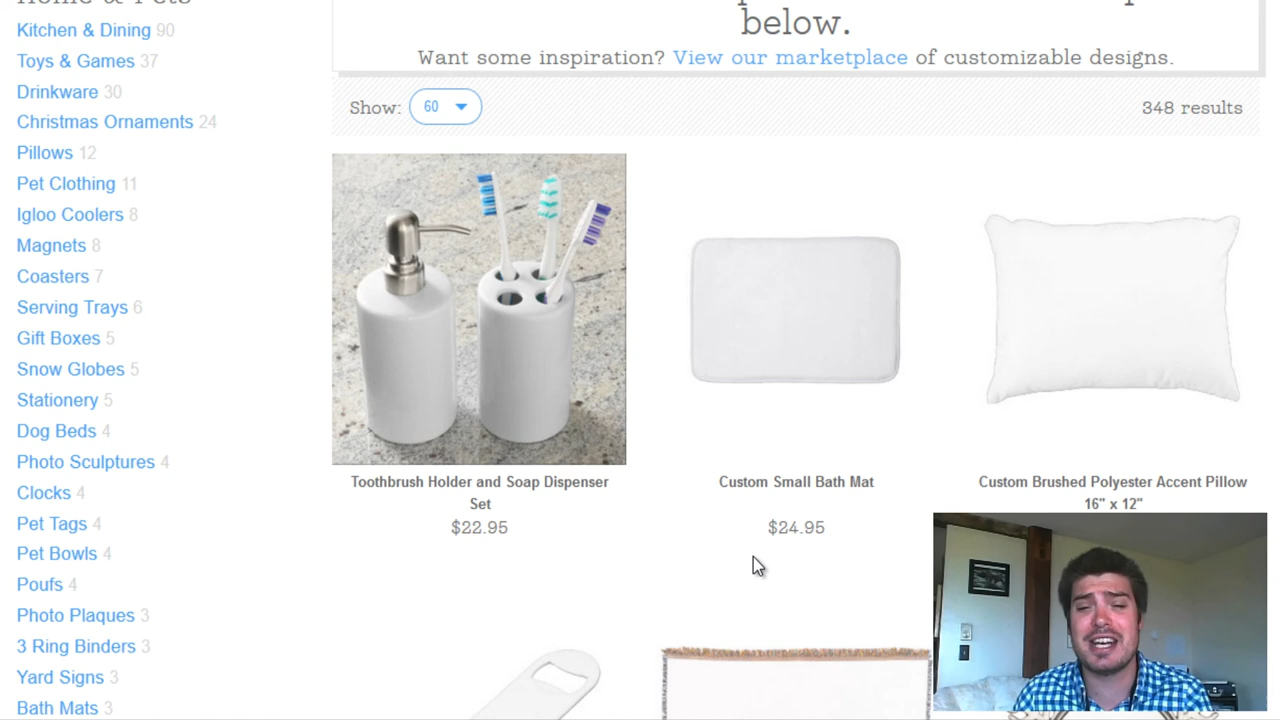 Home & Pets
Kitchen & Dining 90
Toys & Games 37
Drinkware 30
Christmas Ornaments 24
Pillows 12
Pet Clothing 11
Igloo Coolers 8
Magnets 8
Coasters 7
Serving Trays 6
Gift Boxes 5
Snow Globes 5
Stationery 5
Dog Beds 4
Photo Sculptures 4
Clocks 4
Pet Tags 4
Pet Bowls 4
Poufs 4
Photo Plaques 3
3 Ring Binders 3
Yard Signs 3
Bath Mats 3
below.
Want some inspiration? View our marketplace of customizable designs.
Show: 60
348 results
Toothbrush Holder and Soap Dispenser
Set
$22.95
Custom Small Bath Mat
$24.95
Custom Brushed Polyester Accent Pillow
16" x 12"